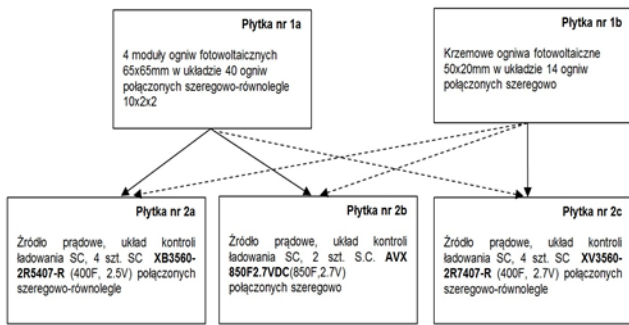 Płytka nr 1a
4 moduły ogniw fotowoltaicznych
65x65mm w układzie 40 ogniw
połączonych szeregowo-równolegle
10x2x2
Płytka nr 1b
Krzemowe ogniwa fotowoltaiczne
50x20mm w układzie 14 ogniw
połączonych szeregowo
Płytka nr 2a
Źródło prądowe, układ kontroli
ładowania SC, 4 szt. SC XB3560-
2R5407-R (400F, 2.5V) połączonych
szeregowo-równolegle
Płytka nr 2b
Źródło prądowe, układ kontroli
ładowania SC, 2 szt. S.C. AVX
850F2.7VDC(850F,2.7V)
połączonych szeregowo
Płytka nr 2c
Źródło prądowe, układ kontroli
ładowania SC, 4 szt. SC XV3560-
2R7407-R (400F, 2.7V) połączonych
szeregowo-równolegle